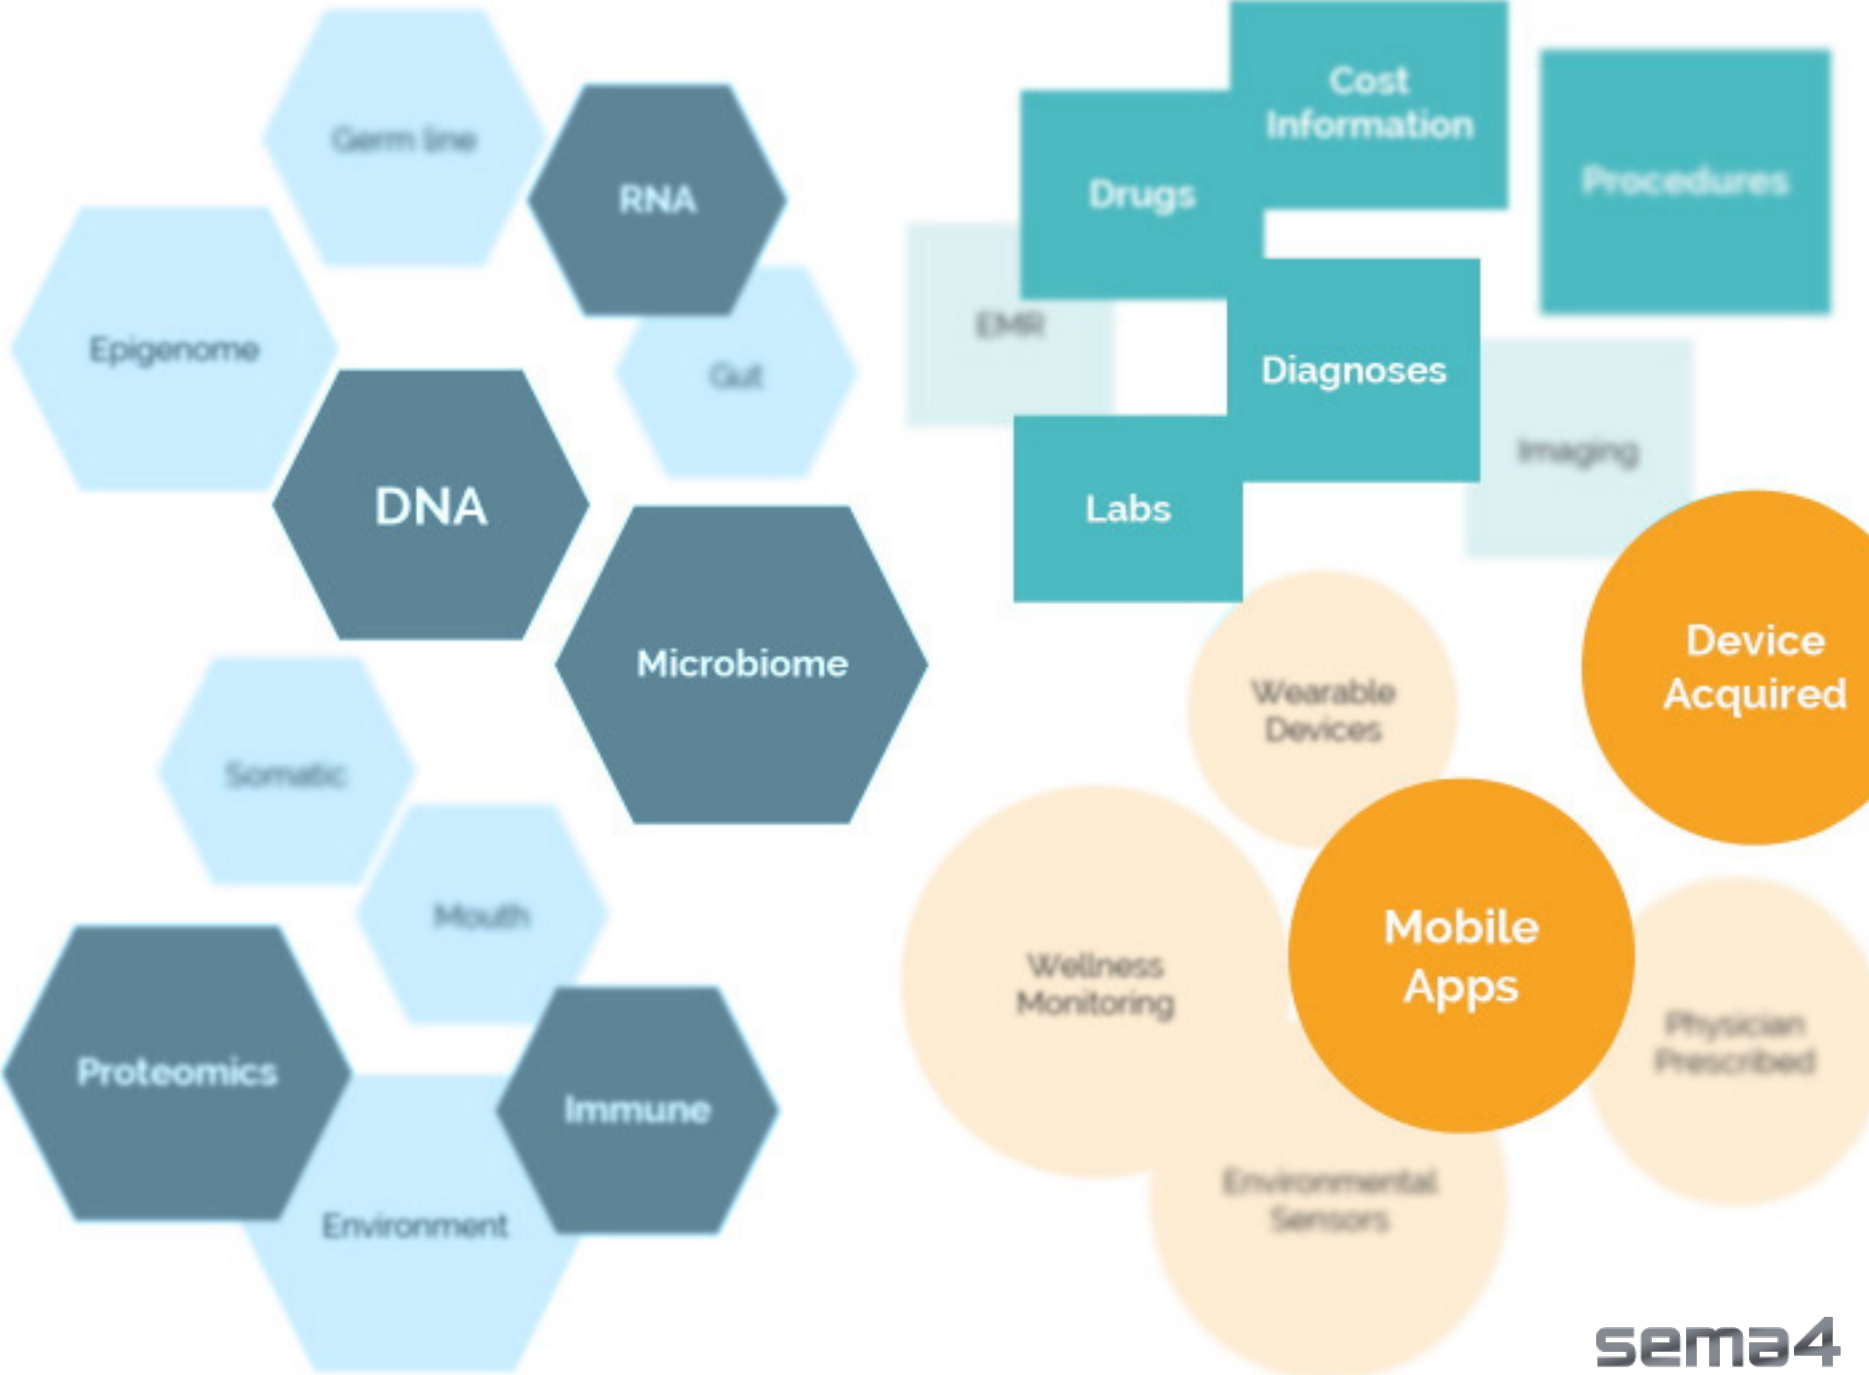 Germ line
RNA
Epigenome
Gut
DNA
Microbiome
Somatic
Mouth
Proteomics
Immune
Environment
Cost
Information
Drugs
Procedures
EMR
Diagnoses
Imaging
Labs
Device
Acquired
Wearable
Devices
Mobile
Apps
Wellness
Monitoring
Physician
Prescribed
Environmental
Sensors
sema4